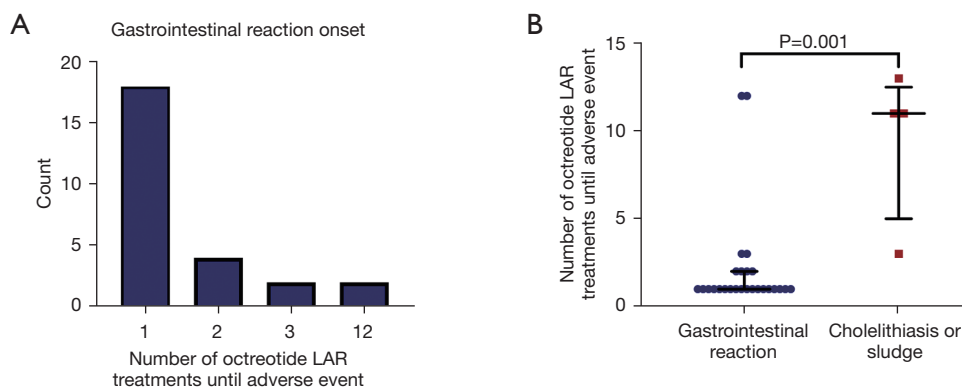 A
Gastrointestinal reaction onset
Count
20
15
10
5
0
1 2 3 12
Number of octreotide LAR
treatments until adverse event
B
P=0.001
Number of octreotide LAR
treatments until adverse event
15
10
5
0
Gastrointestinal
reaction
Cholelithiasis or
sludge